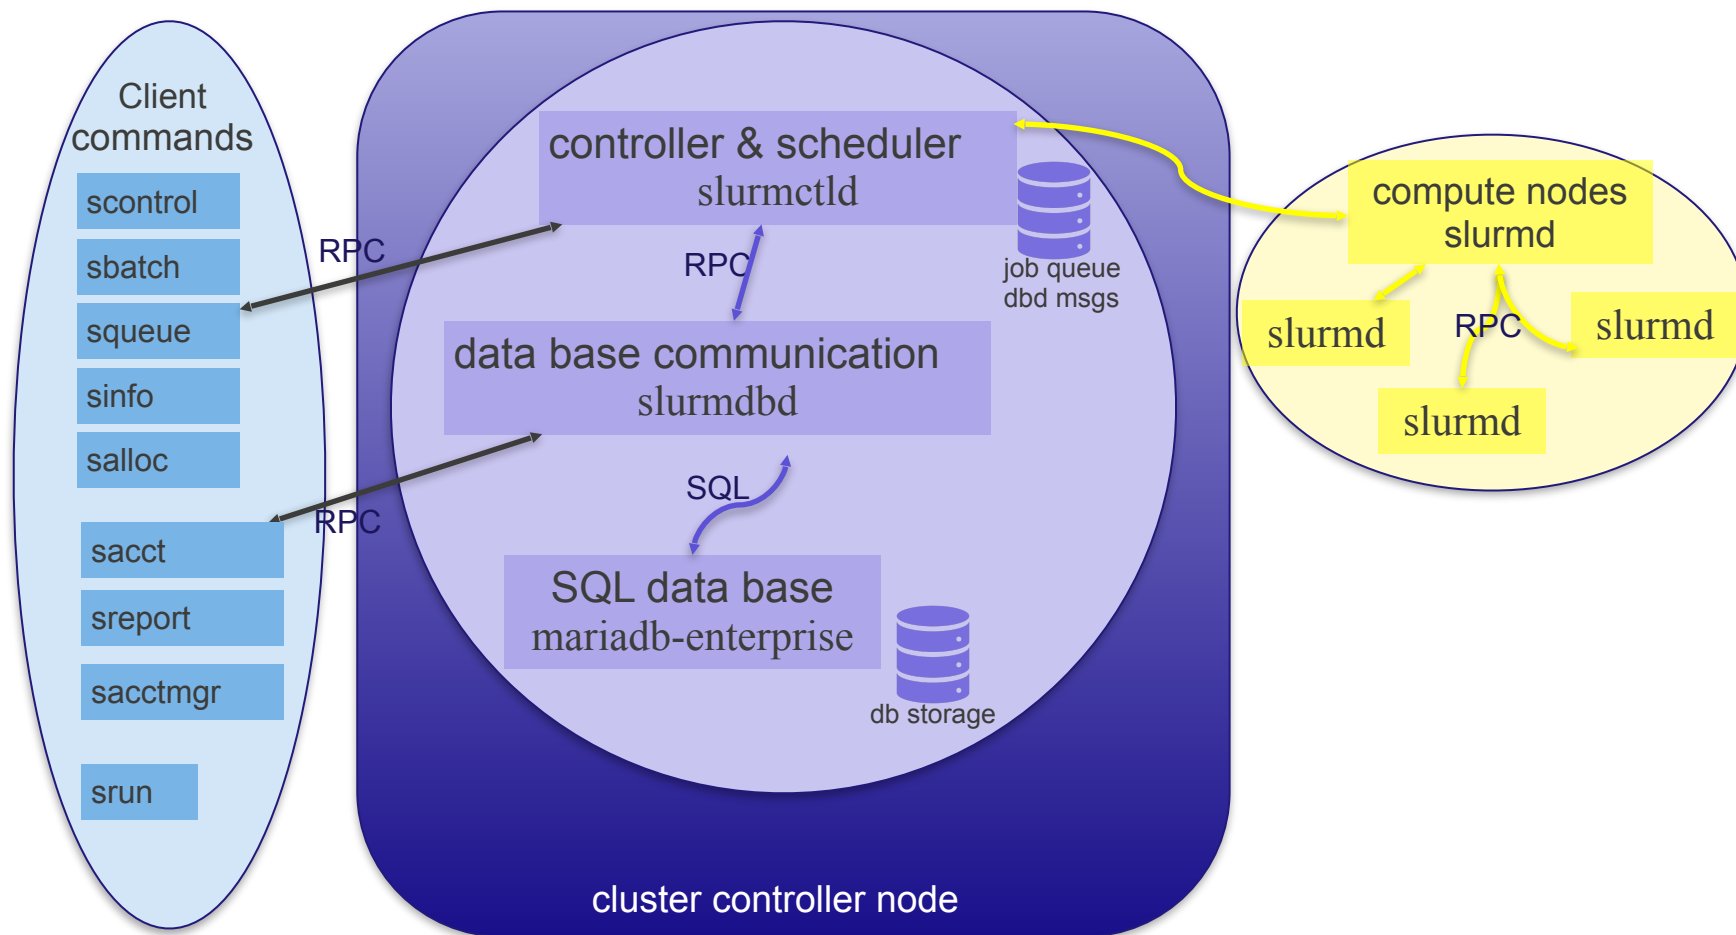 Client
commands
scontrol
sbatch
squeue
sinfo
salloc
sacct
sreport
sacctmgr
srun
RPC
RPC
controller & scheduler
slurmctld
RPC
job queue
dbd msgs
data base communication
slurmdbd
SQL
SQL data base
mariadb-enterprise
db storage
cluster controller node
compute nodes
slurmd
slurmd
RPC
slurmd
slurmd